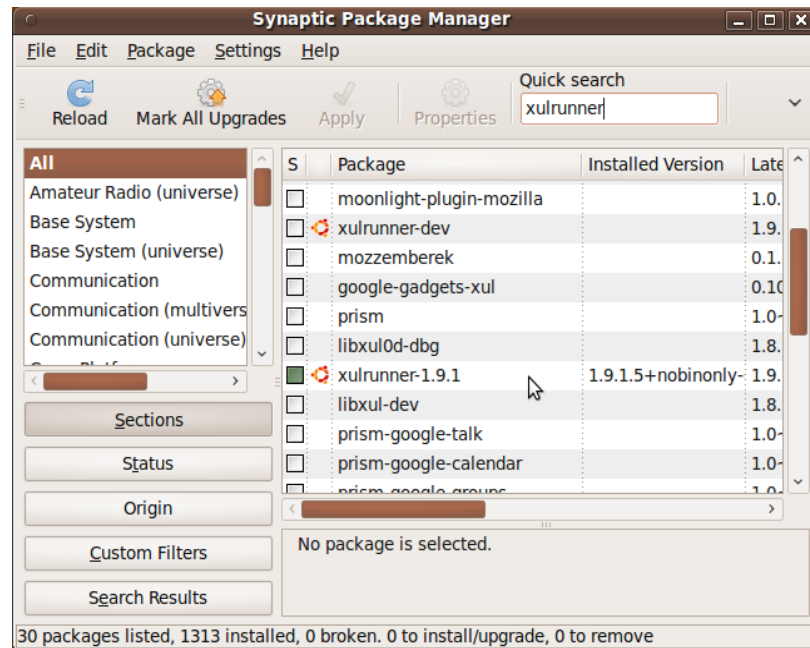 Synaptic Package Manager
File Edit Package Settings Help
Reload Mark All Upgrades Apply Properties Quick search
xulrunner
All
Amateur Radio (universe)
Base System
Base System (universe)
Communication
Communication (multivers
Communication (universe)
Sections
Status
Origin
Custom Filters
Search Results
S Package Installed Version Late
moonlight-plugin-mozilla 1.0.
xulrunner-dev 1.9.
mozzemberek 0.1.
google-gadgets-xul 0.10
prism 1.0~
libxul0d-dbg 1.8.
xulrunner-1.9.1 1.9.1.5+nobinonly- 1.9.
libxul-dev 1.8.
prism-google-talk 1.0~
prism-google-calendar 1.0~
prism-google-groups 1.0~
No package is selected.
30 packages listed, 1313 installed, 0 broken. 0 to install/upgrade, 0 to remove